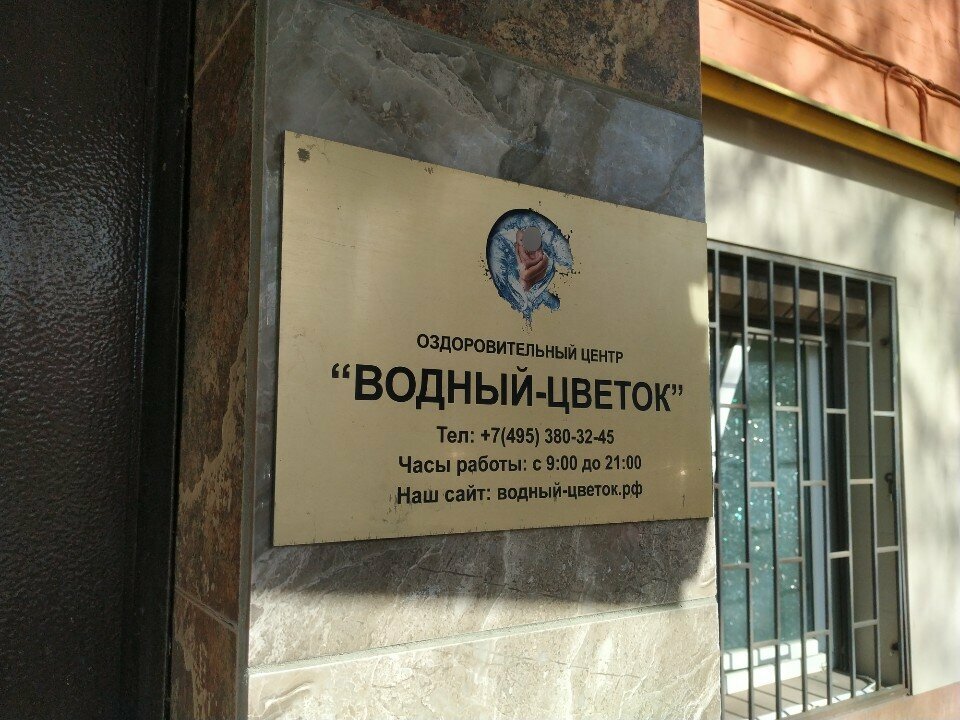 ОЗДОРОВИТЕЛЬНЫЙ ЦЕНТР
“ВОДНЫЙ-ЦВЕТОК”
Тел: +7(495) 380-32-45
Часы работы: с 9:00 до 21:00
Наш сайт: водный-цветок.рф